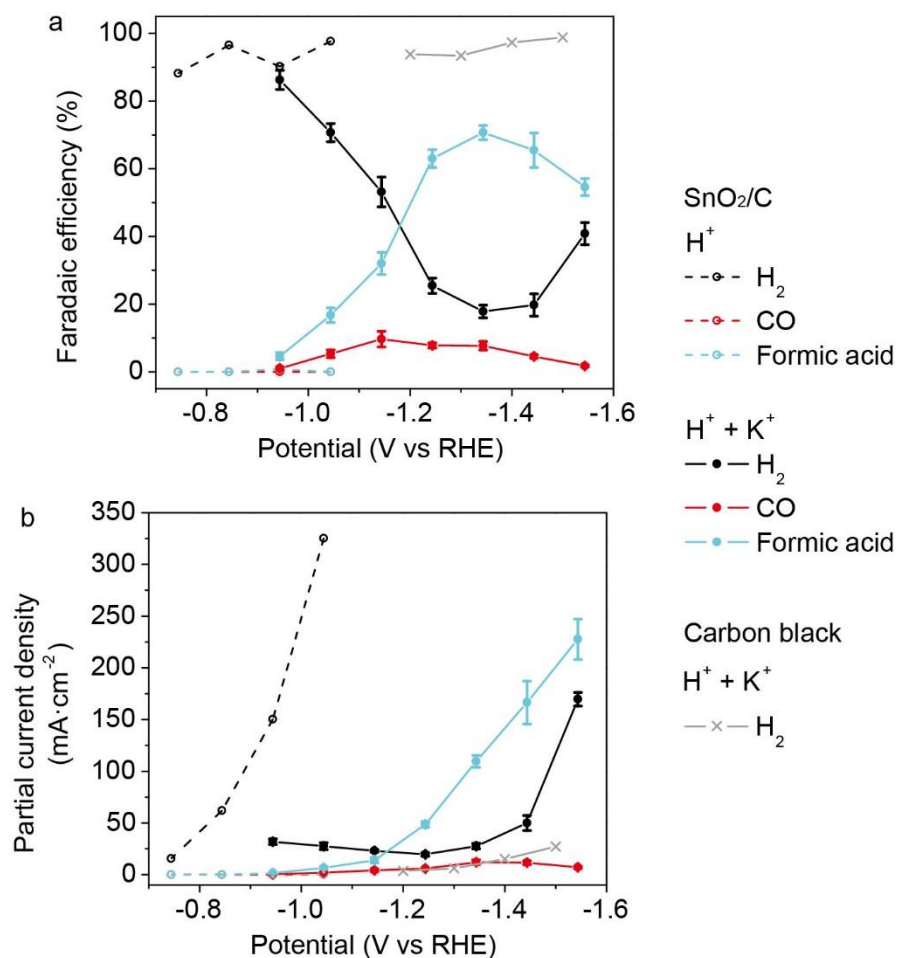 a
100
80
60
40
20
0
Faradaic efficiency (%)
-0.8 -1.0 -1.2 -1.4 -1.6
Potential (V vs RHE)
b
350
300
250
200
150
100
50
0
Partial current density
(mA·cm⁻²)
-0.8 -1.0 -1.2 -1.4 -1.6
Potential (V vs RHE)
SnO₂/C
H⁺
H₂
CO
Formic acid
H⁺ + K⁺
H₂
CO
Formic acid
Carbon black
H⁺ + K⁺
H₂